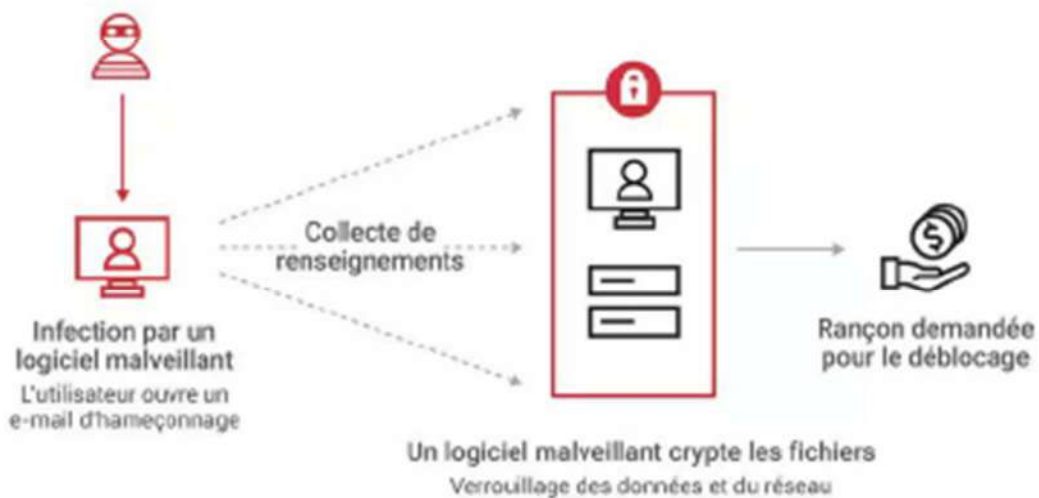 Collecte de
renseignements
Infection par un
logiciel malveillant
L'utilisateur ouvre un
e-mail d'hameçonnage
$
Rançon demandée
pour le déblocage
Un logiciel malveillant crypte les fichiers
Verrouillage des données et du réseau